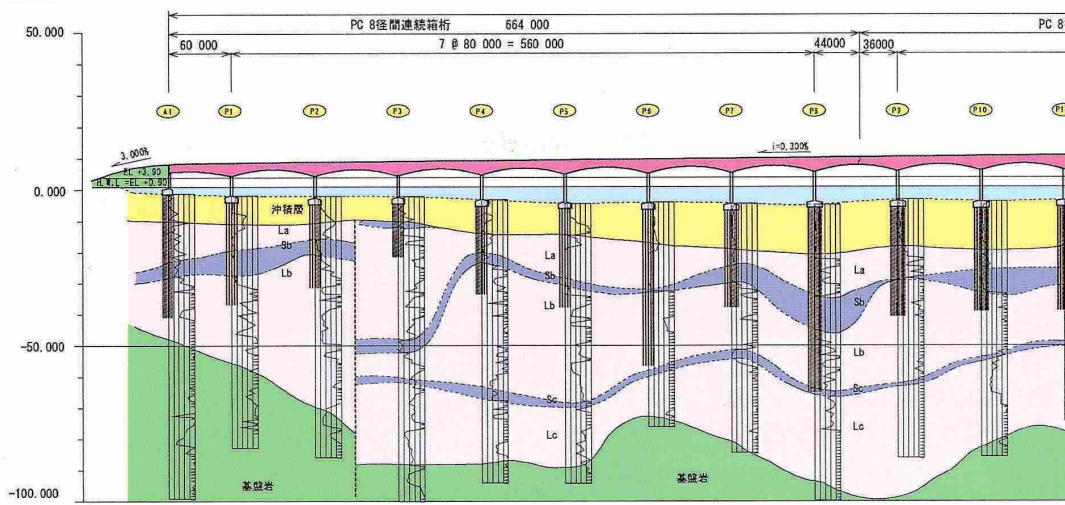 50.000
PC 8径間連続箱桁 664 000
PC 8
60 000
7 @ 80 000 = 560 000
44000
36000
A1
P1
P2
P3
P4
P5
P6
P7
P8
P9
P10
P1
3.000%
i=0.300%
EL +3.90
H.W.L =EL +0.90
0.000
沖積層
La
Sb
Lb
La
Sb
Lb
La
Sb
Lb
-50.000
Sc
Lc
Sc
Lc
基盤岩
基盤岩
-100.000